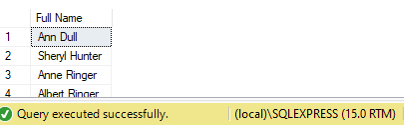 Full Name
1 Ann Dull
2 Sheryl Hunter
3 Anne Ringer
4 Albert Ringer
Query executed successfully. (local)\SQLEXPRESS (15.0 RTM)